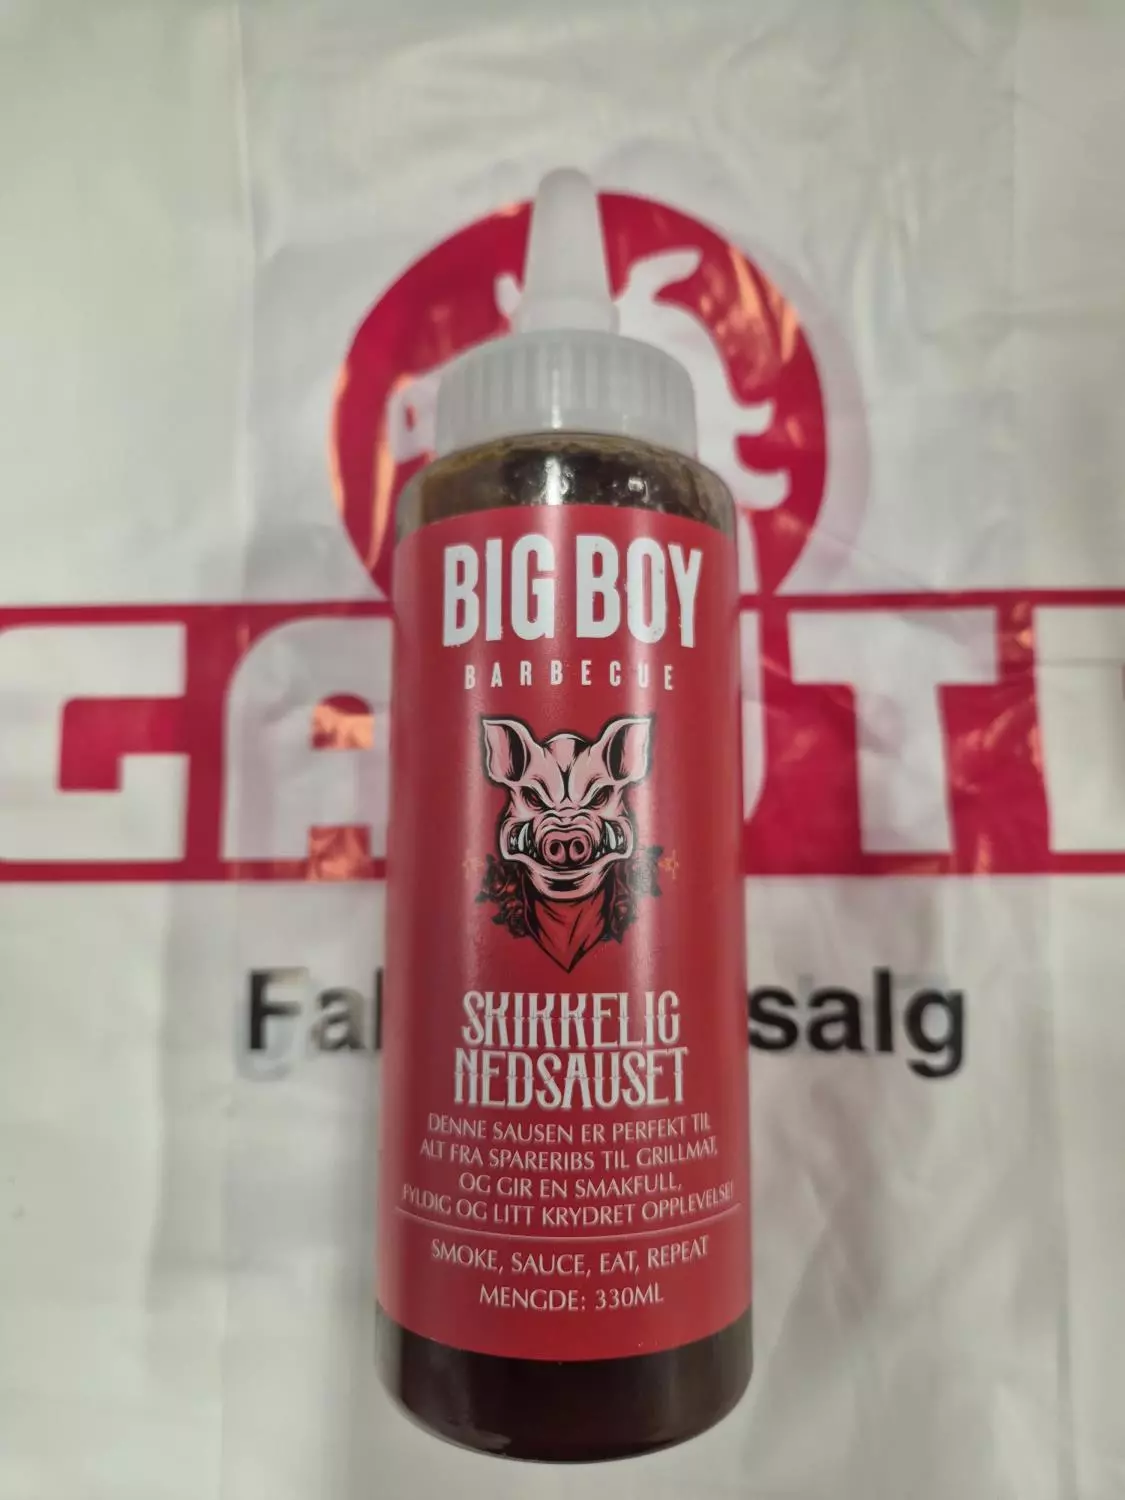 BIG BOY
BARBECUE
SKIKKELIG
NEDSAUSET
DENNE SAUSEN ER PERFEKT TIL
ALT FRA SPARERIBS TIL GRILLMAT,
OG GIR EN SMAKFULL,
FYLDIG OG LITT KRYDRET OPPLEVELSE!
SMOKE, SAUCE, EAT, REPEAT
MENGDE: 330ML
salg